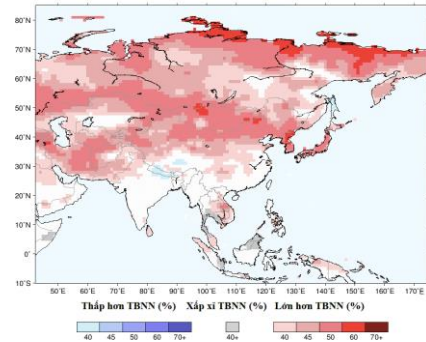 80°N
70°N
60°N
50°N
40°N
30°N
20°N
10°N
0°
10°S
50°E 60°E 70°E 80°E 90°E 100°E 110°E 120°E 130°E 140°E 150°E 160°E 170°E
Thấp hơn TBNN (%) Xấp xỉ TBNN (%) Lớn hơn TBNN (%)
40 45 50 60 70+ 40+ 40 45 50 60 70+